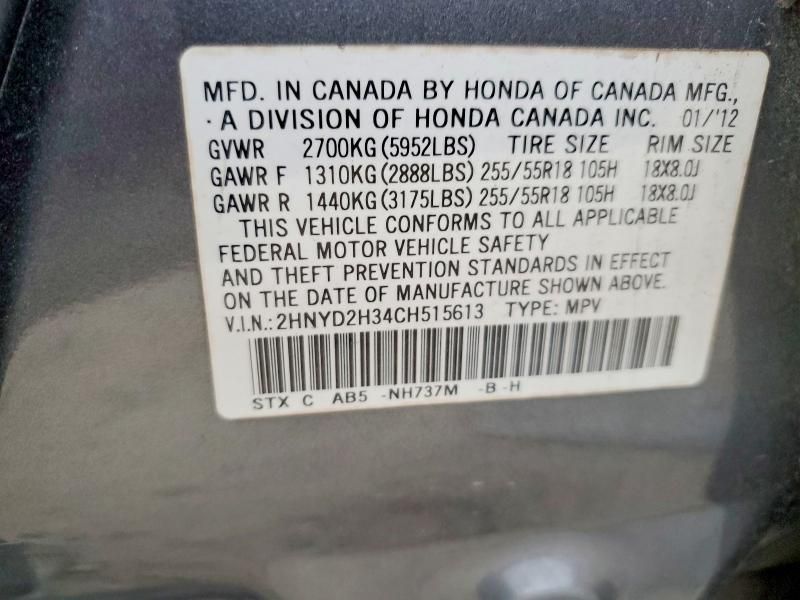 MFD. IN CANADA BY HONDA OF CANADA MFG.,
·A DIVISION OF HONDA CANADA INC. 01/'12
GVWR 2700KG (5952LBS) TIRE SIZE RIM SIZE
GAWR F 1310KG (2888LBS) 255/55R18 105H 18X8.0J
GAWR R 1440KG (3175LBS) 255/55R18 105H 18X8.0J
THIS VEHICLE CONFORMS TO ALL APPLICABLE
FEDERAL MOTOR VEHICLE SAFETY
AND THEFT PREVENTION STANDARDS IN EFFECT
ON THE DATE OF MANUFACTURE SHOWN ABOVE.
V.I.N.: 2HNYD2H34CH515613 TYPE: MPV
STX C AB5 -NH737M -B -H